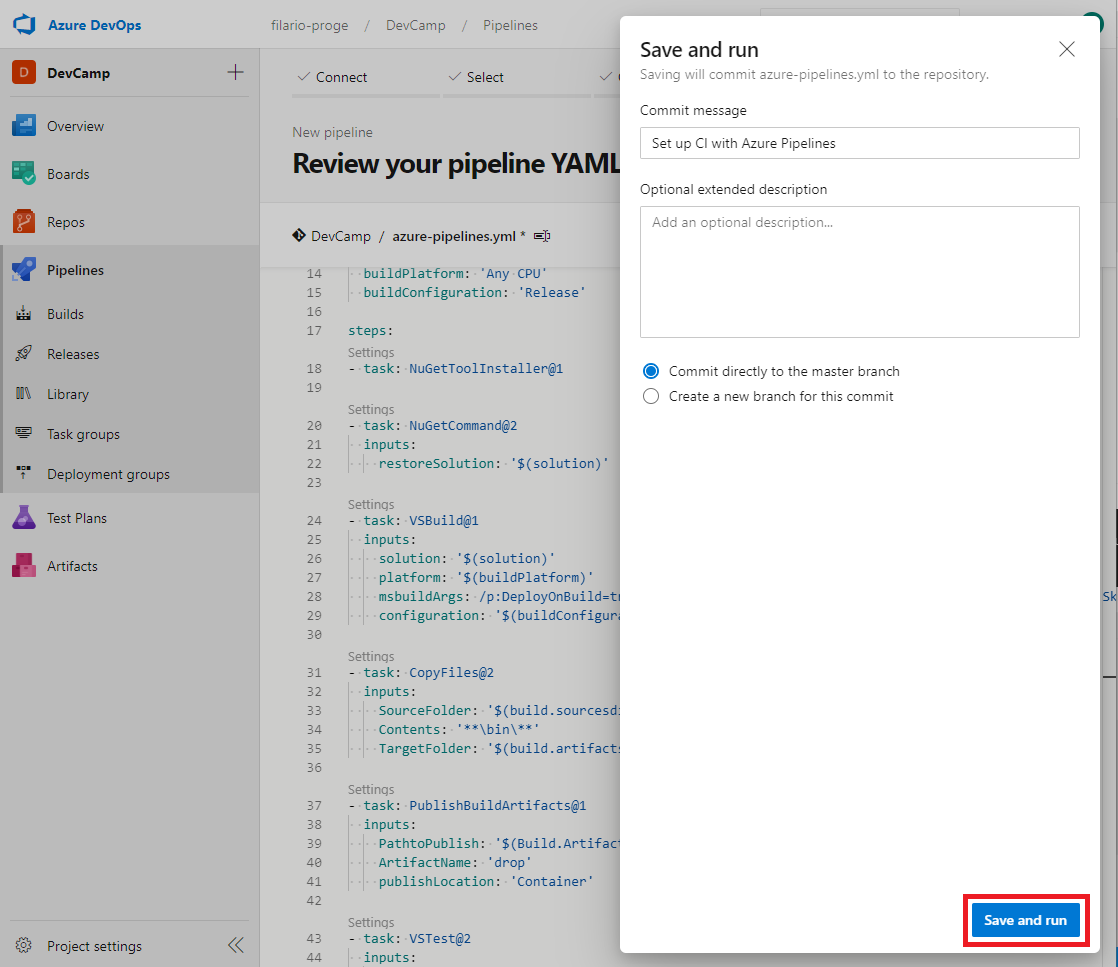 Azure DevOps
filario-proge / DevCamp / Pipelines
D DevCamp
Overview
Boards
Repos
Pipelines
Builds
Releases
Library
Task groups
Deployment groups
Test Plans
Artifacts
Project settings
Connect
Select
New pipeline
Review your pipeline YAML
DevCamp / azure-pipelines.yml *
14 buildPlatform: 'Any CPU'
15 buildConfiguration: 'Release'
16
17 steps:
Settings
18 - task: NuGetToolInstaller@1
19
Settings
20 - task: NuGetCommand@2
21 inputs:
22 restoreSolution: '$(solution)'
23
Settings
24 - task: VSBuild@1
25 inputs:
26 solution: '$(solution)'
27 platform: '$(buildPlatform)'
28 msbuildArgs: /p:DeployOnBuild=t
29 configuration: '$(buildConfigur
30
Settings
31 - task: CopyFiles@2
32 inputs:
33 SourceFolder: '$(build.sourcesd
34 Contents: '**\bin\**'
35 TargetFolder: '$(build.artifacts
36
Settings
37 - task: PublishBuildArtifacts@1
38 inputs:
39 PathtoPublish: '$(Build.Artifact
40 ArtifactName: 'drop'
41 publishLocation: 'Container'
42
Settings
43 - task: VSTest@2
44 inputs:
Save and run
Saving will commit azure-pipelines.yml to the repository.
Commit message
Set up CI with Azure Pipelines
Optional extended description
Add an optional description...
Commit directly to the master branch
Create a new branch for this commit
Sk
Save and run